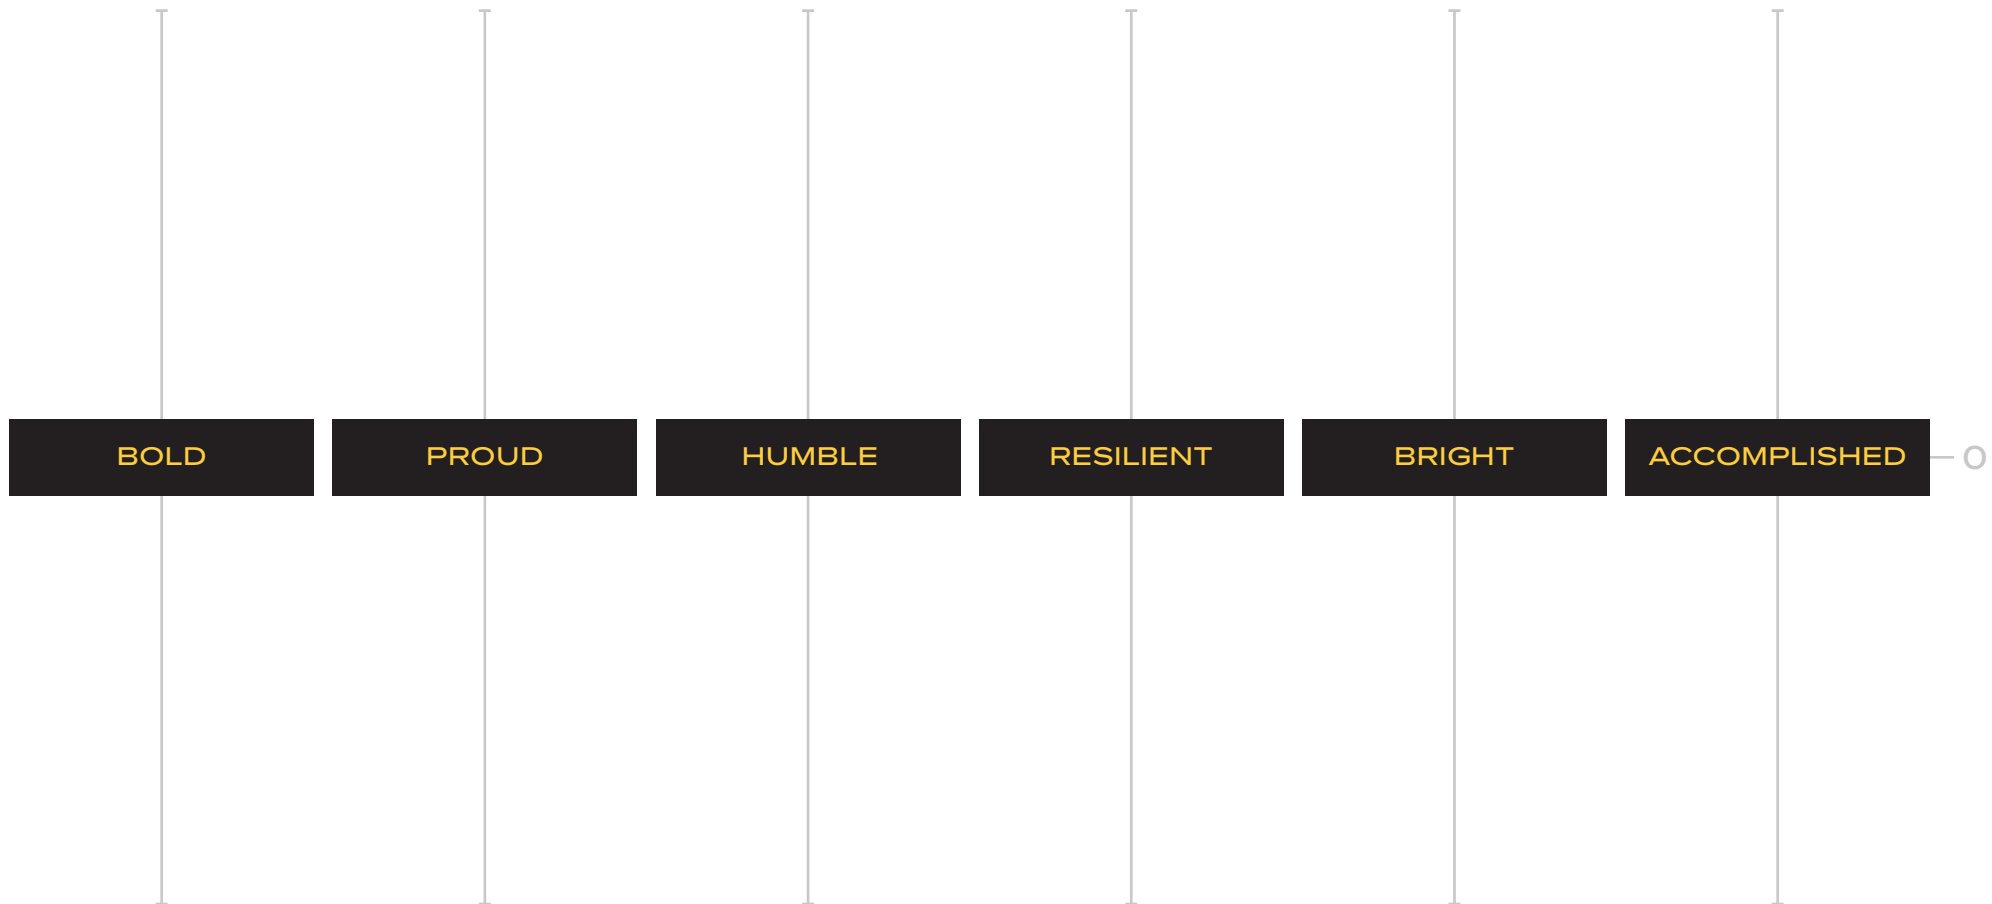 BOLD
PROUD
HUMBLE
RESILIENT
BRIGHT
ACCOMPLISHED
0